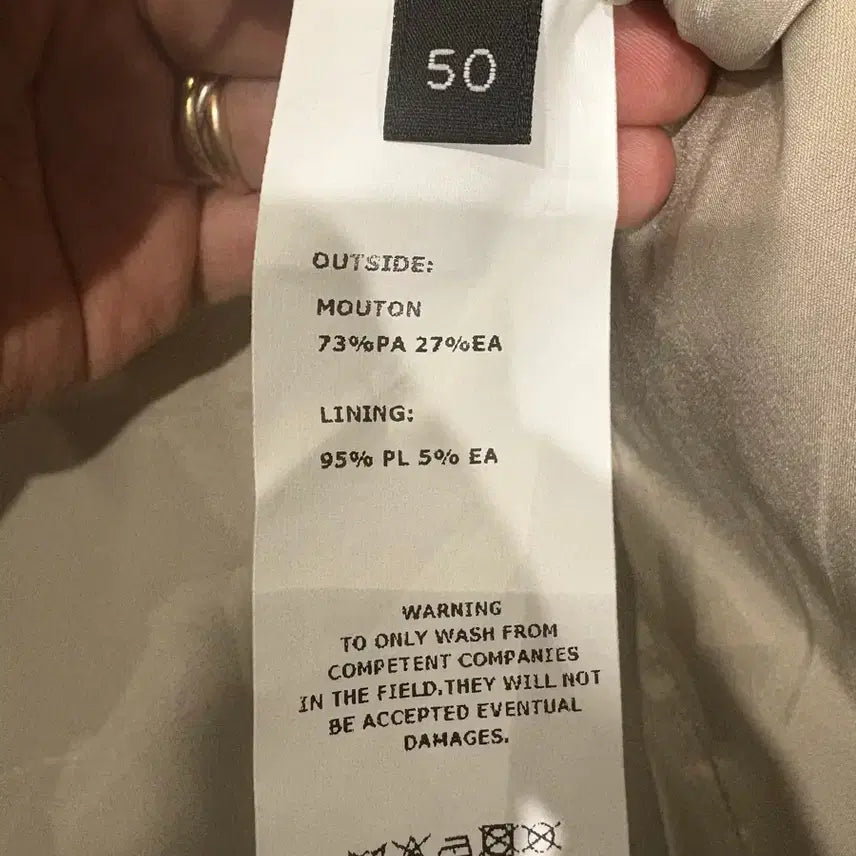 50
OUTSIDE:
MOUTON
73%PA 27%EA
LINING:
95% PL 5% EA
WARNING
TO ONLY WASH FROM
COMPETENT COMPANIES
IN THE FIELD.THEY WILL NOT
BE ACCEPTED EVENTUAL
DAMAGES.